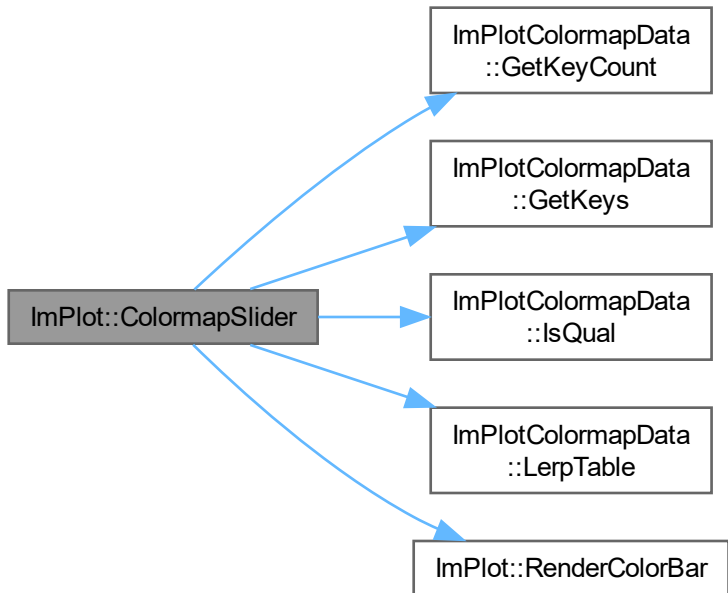 ImPlotColormapData
::GetKeyCount
ImPlotColormapData
::GetKeys
ImPlot::ColormapSlider
ImPlotColormapData
::IsQual
ImPlotColormapData
::LerpTable
ImPlot::RenderColorBar